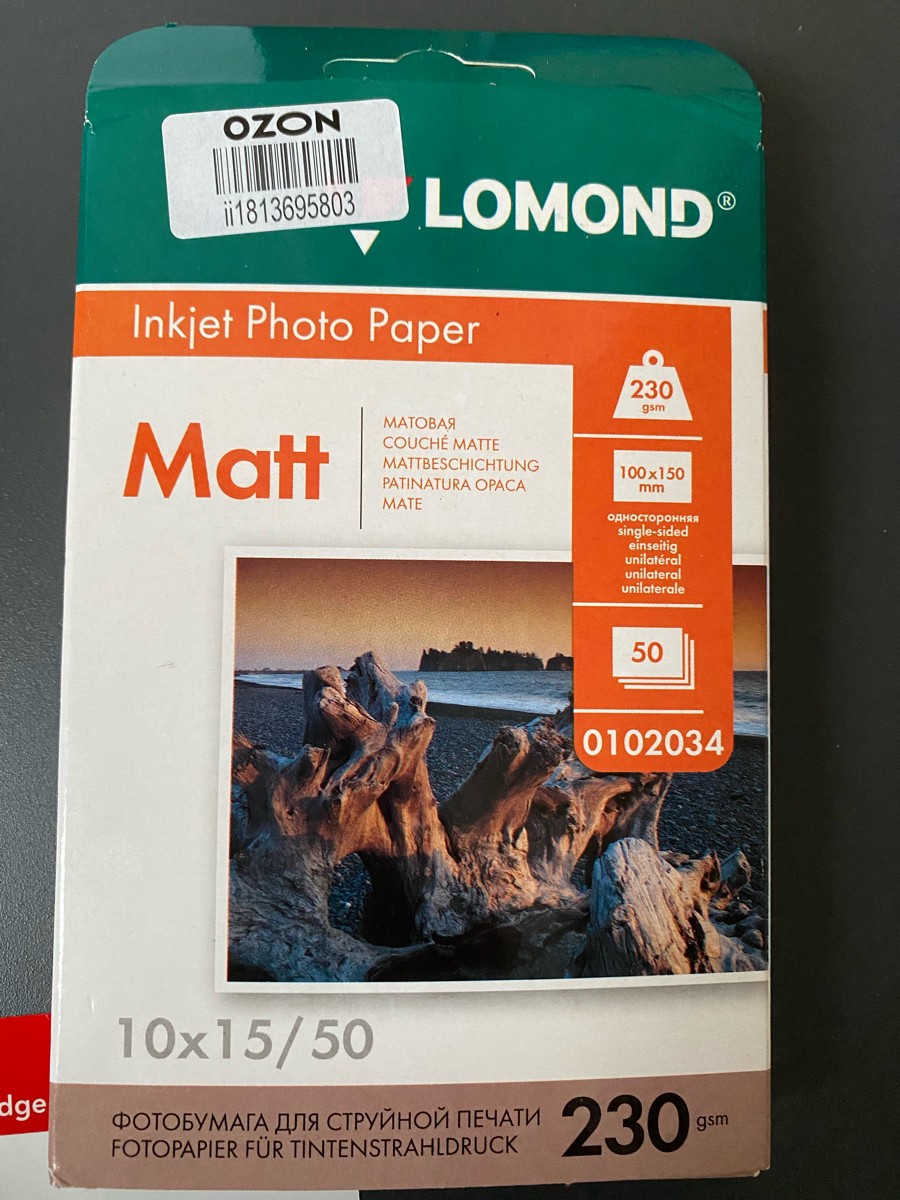 OZON
ii1813695803
LOMOND®
Inkjet Photo Paper
230
gsm
Matt
МАТОВАЯ
COUCHÉ MATTE
MATTBESCHICHTUNG
PATINATURA OPACA
MATE
100x150
mm
односторонняя
single-sided
einseitig
unilatéral
unilateral
unilaterale
50
0102034
10x15/50
dge
ФОТОБУМАГА ДЛЯ СТРУЙНОЙ ПЕЧАТИ
FOTOPAPIER FÜR TINTENSTRAHLDRUCK
230 gsm